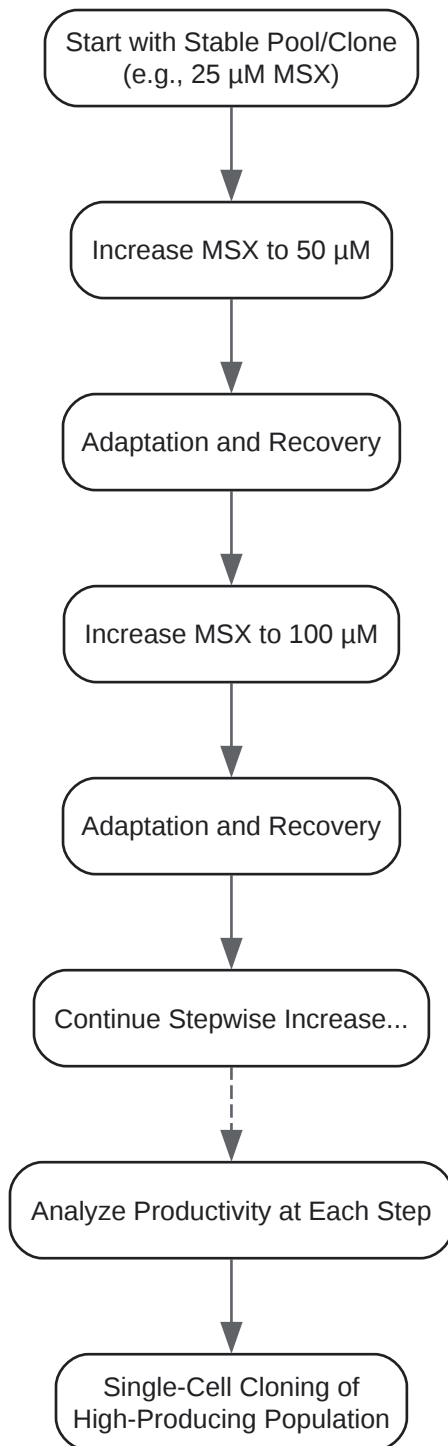 Start with Stable Pool/Clone
(e.g., 25 µM MSX)
Increase MSX to 50 µM
Adaptation and Recovery
Increase MSX to 100 µM
Adaptation and Recovery
Continue Stepwise Increase...
Analyze Productivity at Each Step
Single-Cell Cloning of
High-Producing Population